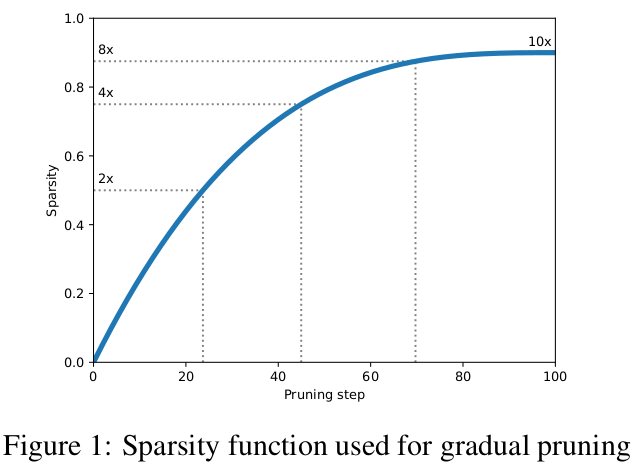 1.0
10x
8x
0.8
4x
0.6
Sparsity
2x
0.4
0.2
0.0
0 20 40 60 80 100
Pruning step
Figure 1: Sparsity function used for gradual pruning